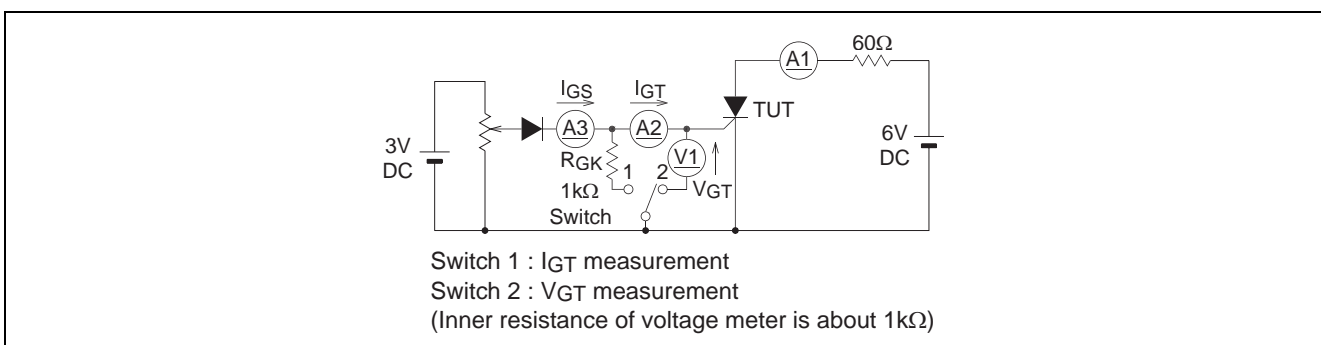 60Ω
A1
IGS
IGT
TUT
A3
A2
3V
DC
6V
DC
RGK
1
2
V1
1kΩ
VGT
Switch
Switch 1 : IGT measurement
Switch 2 : VGT measurement
(Inner resistance of voltage meter is about 1kΩ)